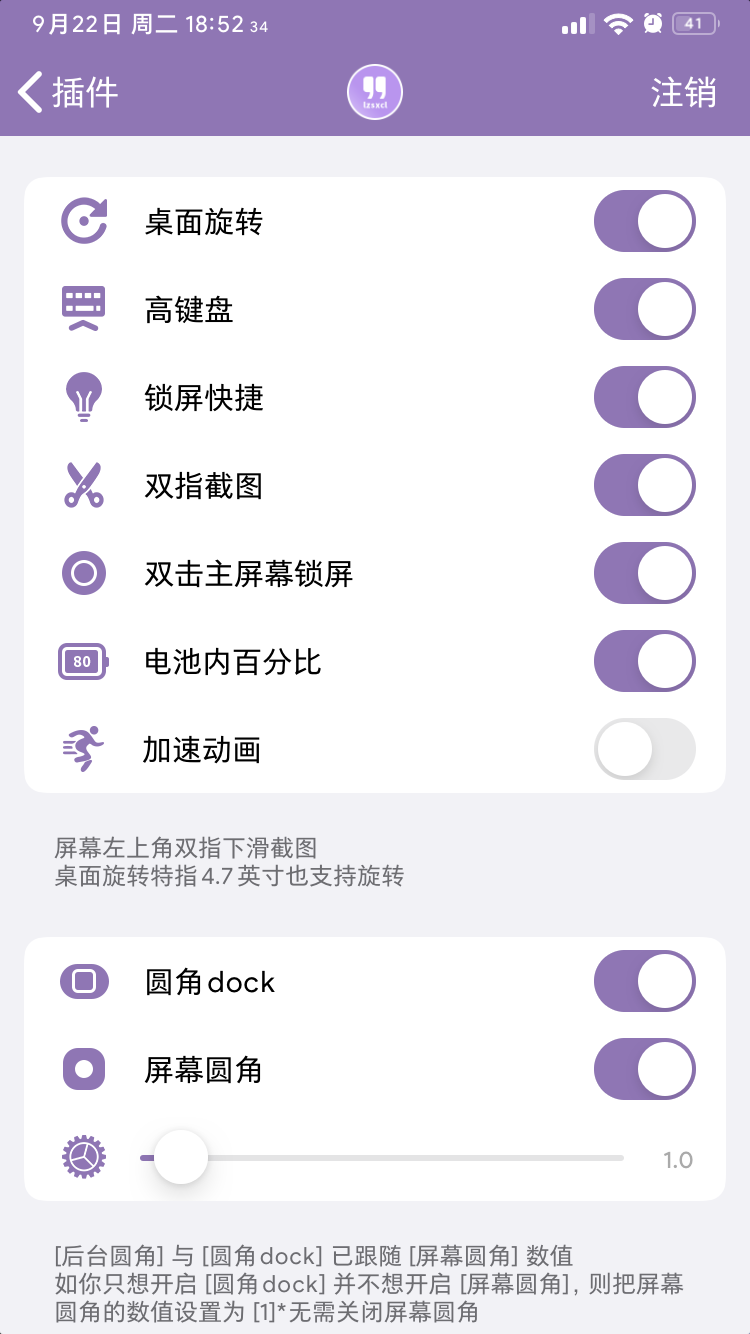 9月22日 周二 18:52 34
41
插件
lzsxcl
注销
桌面旋转
高键盘
锁屏快捷
双指截图
双击主屏幕锁屏
80
电池内百分比
加速动画
屏幕左上角双指下滑截图
桌面旋转特指4.7英寸也支持旋转
圆角dock
屏幕圆角
1.0
[后台圆角] 与 [圆角dock] 已跟随 [屏幕圆角] 数值
如你只想开启 [圆角dock] 并不想开启 [屏幕圆角]，则把屏幕
圆角的数值设置为 [1]*无需关闭屏幕圆角